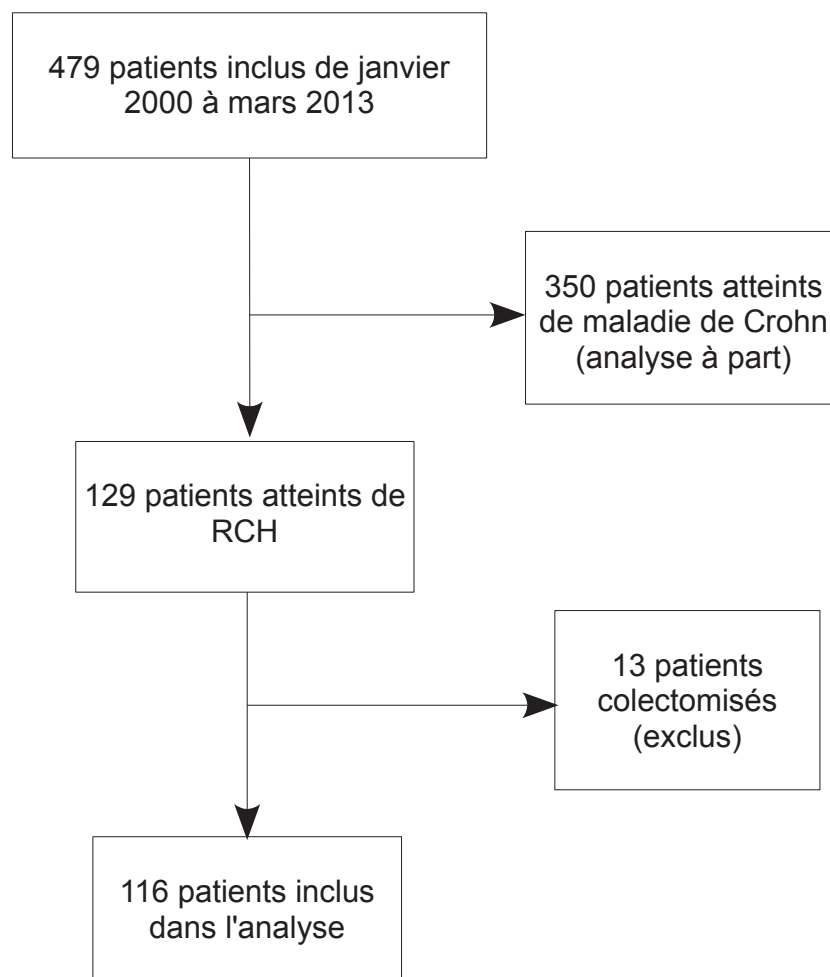 479 patients inclus de janvier
2000 à mars 2013
350 patients atteints
de maladie de Crohn
(analyse à part)
129 patients atteints de
RCH
13 patients
colectomisés
(exclus)
116 patients inclus
dans l'analyse